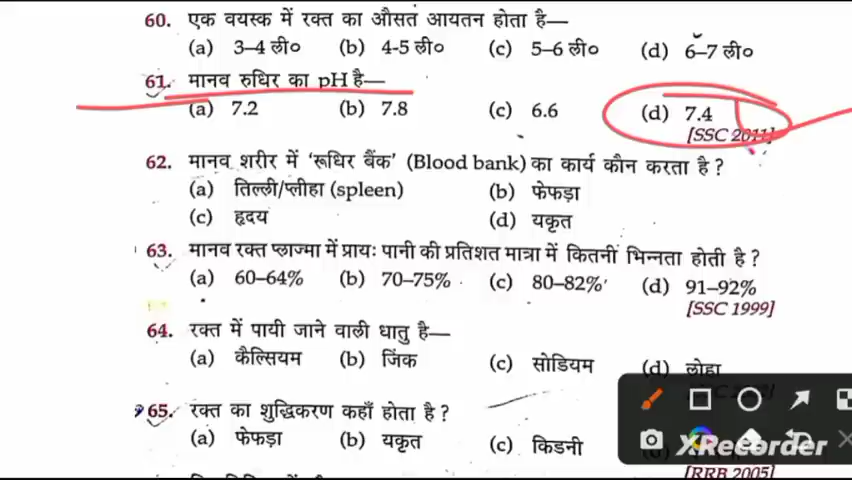 60. एक वयस्क में रक्त का औसत आयतन होता है—
(a) 3–4 ली० (b) 4-5 ली० (c) 5–6 ली० (d) 6–7 ली०
61. मानव रुधिर का pH है—
(a) 7.2 (b) 7.8 (c) 6.6 (d) 7.4
[SSC 2011]
62. मानव शरीर में ‘रूधिर बैंक’ (Blood bank) का कार्य कौन करता है ?
(a) तिल्ली/प्लीहा (spleen) (b) फेफड़ा
(c) हृदय (d) यकृत
63. मानव रक्त प्लाज्मा में प्रायः पानी की प्रतिशत मात्रा में कितनी भिन्नता होती है ?
(a) 60–64% (b) 70–75% (c) 80–82% (d) 91–92%
[SSC 1999]
64. रक्त में पायी जाने वाली धातु है—
(a) कैल्सियम (b) जिंक (c) सोडियम (d) लोहा
65. रक्त का शुद्धिकरण कहाँ होता है ?
(a) फेफड़ा (b) यकृत (c) किडनी
XRecorder
[RRB 2005]